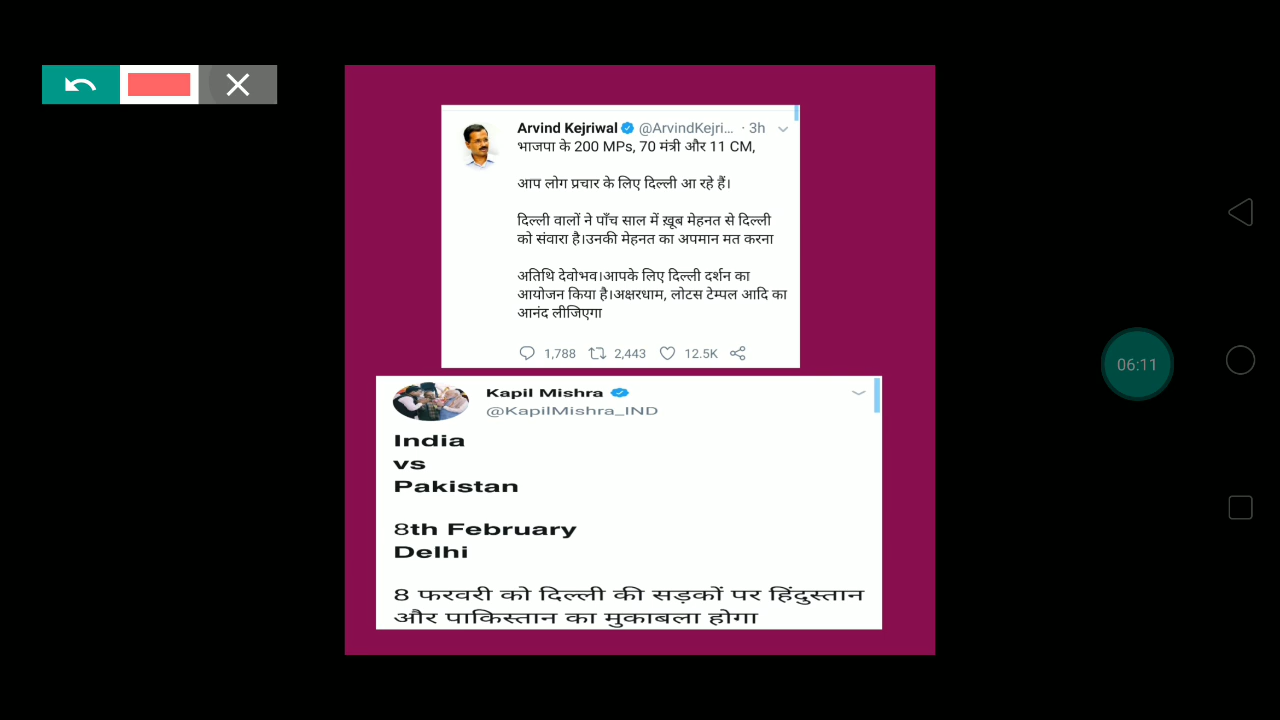 Arvind Kejriwal @ArvindKejri... · 3h
भाजपा के 200 MPs, 70 मंत्री और 11 CM,
आप लोग प्रचार के लिए दिल्ली आ रहे हैं।
दिल्ली वालों ने पाँच साल में ख़ूब मेहनत से दिल्ली
को संवारा है।उनकी मेहनत का अपमान मत करना
अतिथि देवोभव।आपके लिए दिल्ली दर्शन का
आयोजन किया है।अक्षरधाम, लोटस टेम्पल आदि का
आनंद लीजिएगा
1,788 2,443 12.5K
Kapil Mishra
@KapilMishra_IND
India
vs
Pakistan
8th February
Delhi
8 फरवरी को दिल्ली की सड़कों पर हिंदुस्तान
और पाकिस्तान का मुकाबला होगा
06:11